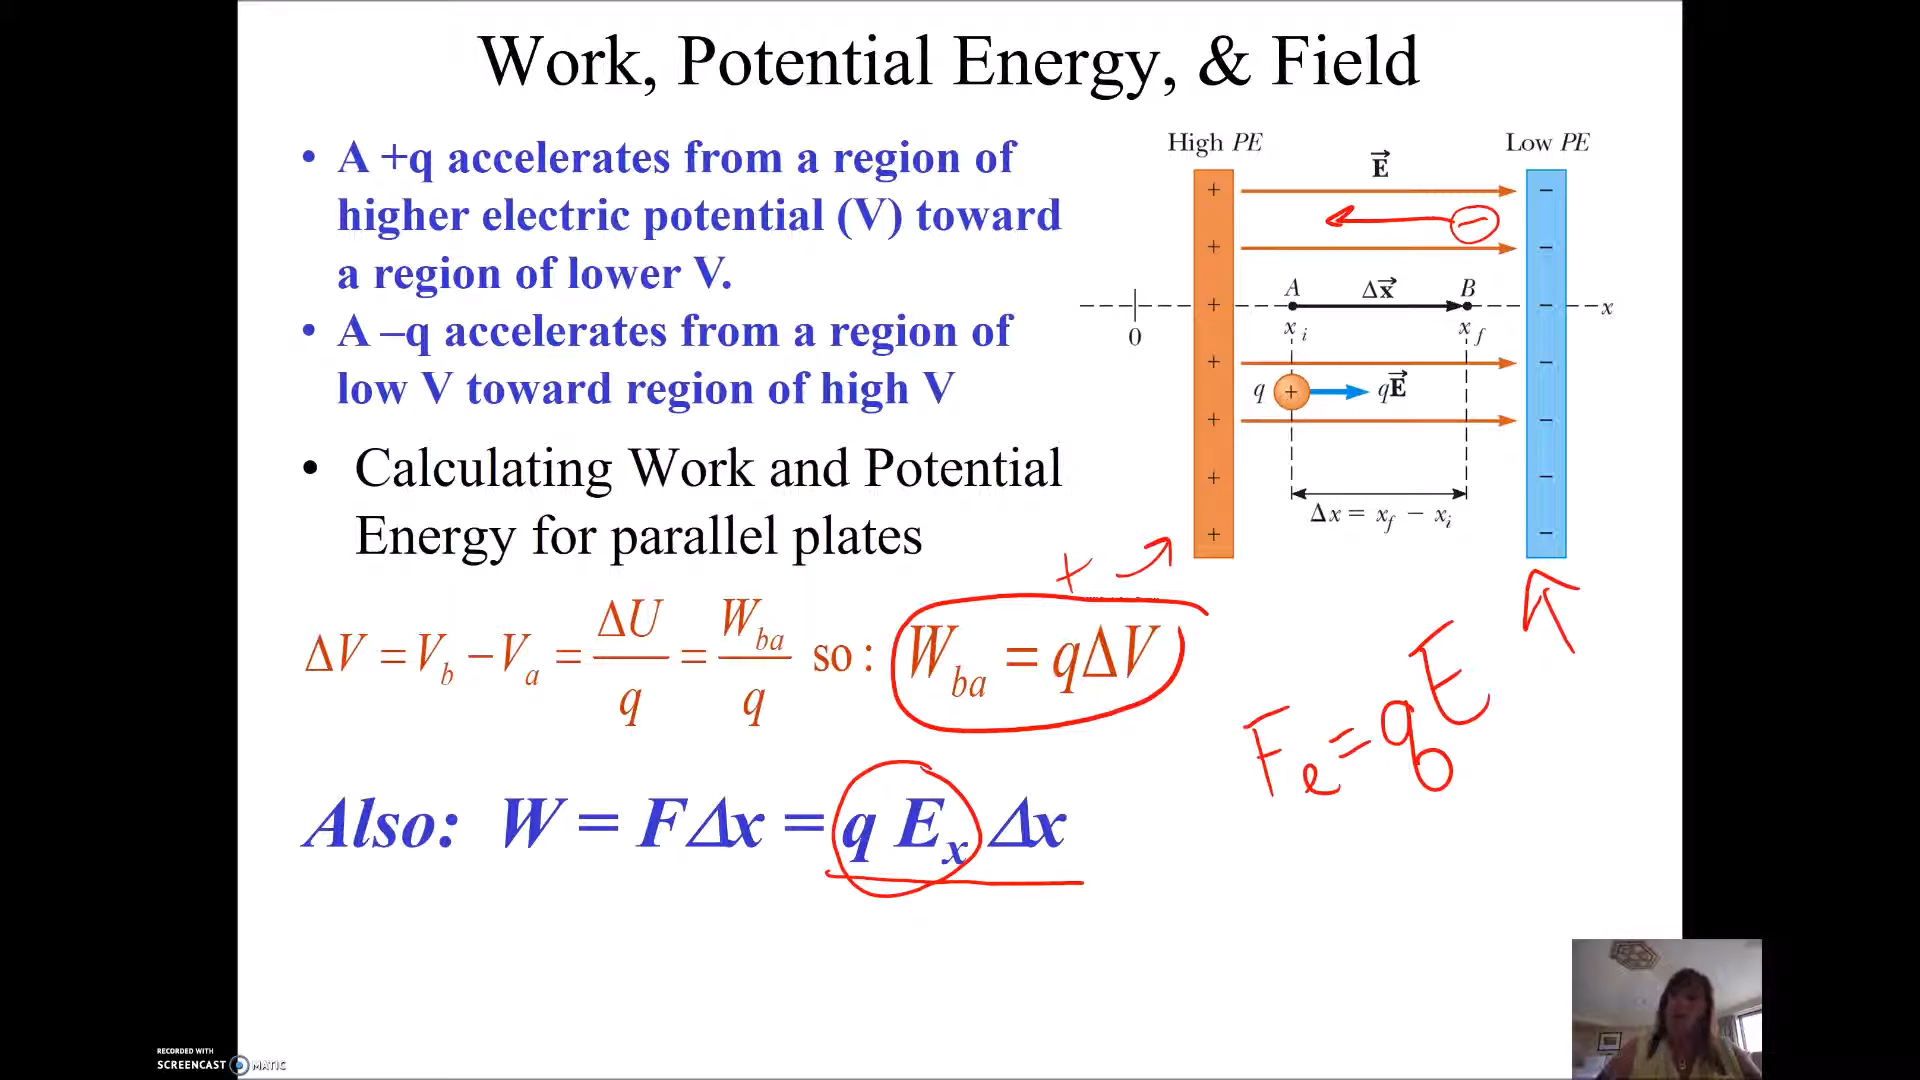 Work, Potential Energy, & Field
• A +q accelerates from a region of
higher electric potential (V) toward
a region of lower V.
• A –q accelerates from a region of
low V toward region of high V
• Calculating Work and Potential
Energy for parallel plates
ΔV = V_b − V_a = ΔU/q = W_ba/q so: W_ba = qΔV
Also: W = FΔx = q E_x Δx
High PE
Low PE
E⃗
A Δx⃗ B
0 x_i x_f x
q + qE⃗
Δx = x_f − x_i
+
−
F_e = qE
RECORDED WITH
SCREENCAST MATIC